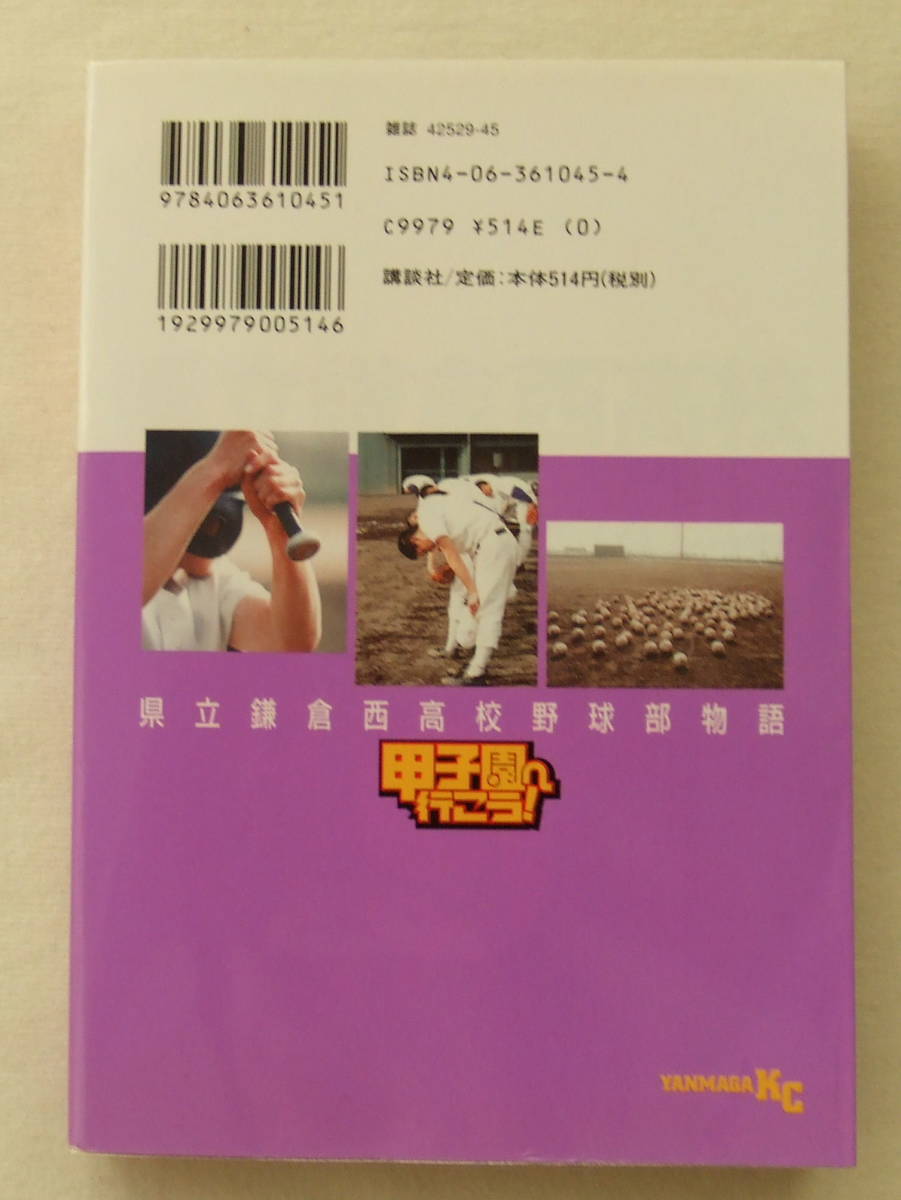 雑誌 42529-45
ISBN4-06-361045-4
9784063610451
C9979 ¥514E (0)
講談社/定価:本体514円(税別)
1929979005146
県立鎌倉西高校野球部物語
甲子園へ
行こう!
YANMAGA KC